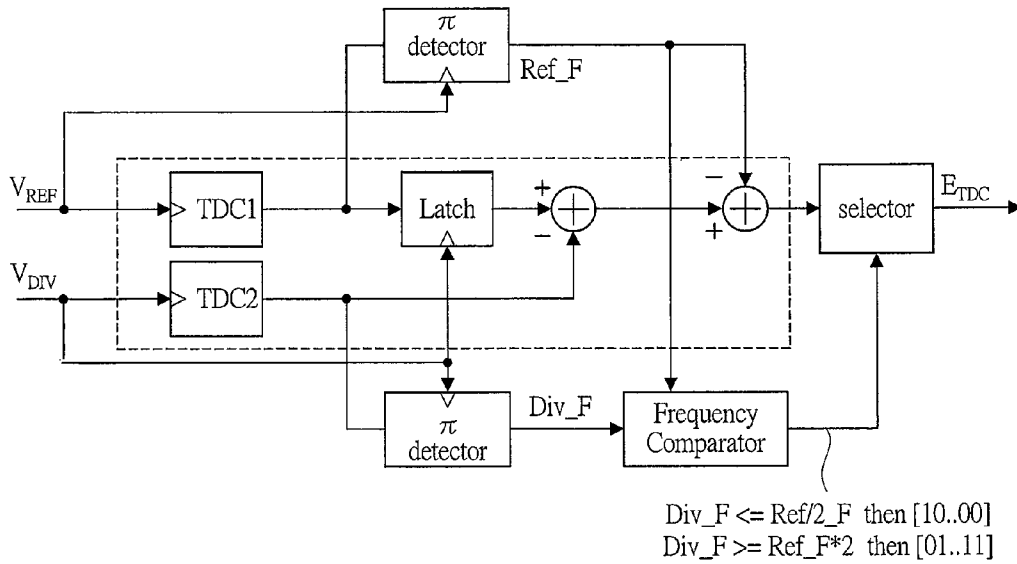 π
detector
Ref_F
V_REF
TDC1
Latch
+
−
−
+
selector
E_TDC
V_DIV
TDC2
π
detector
Div_F
Frequency
Comparator
Div_F <= Ref/2_F then [10..00]
Div_F >= Ref_F*2 then [01..11]